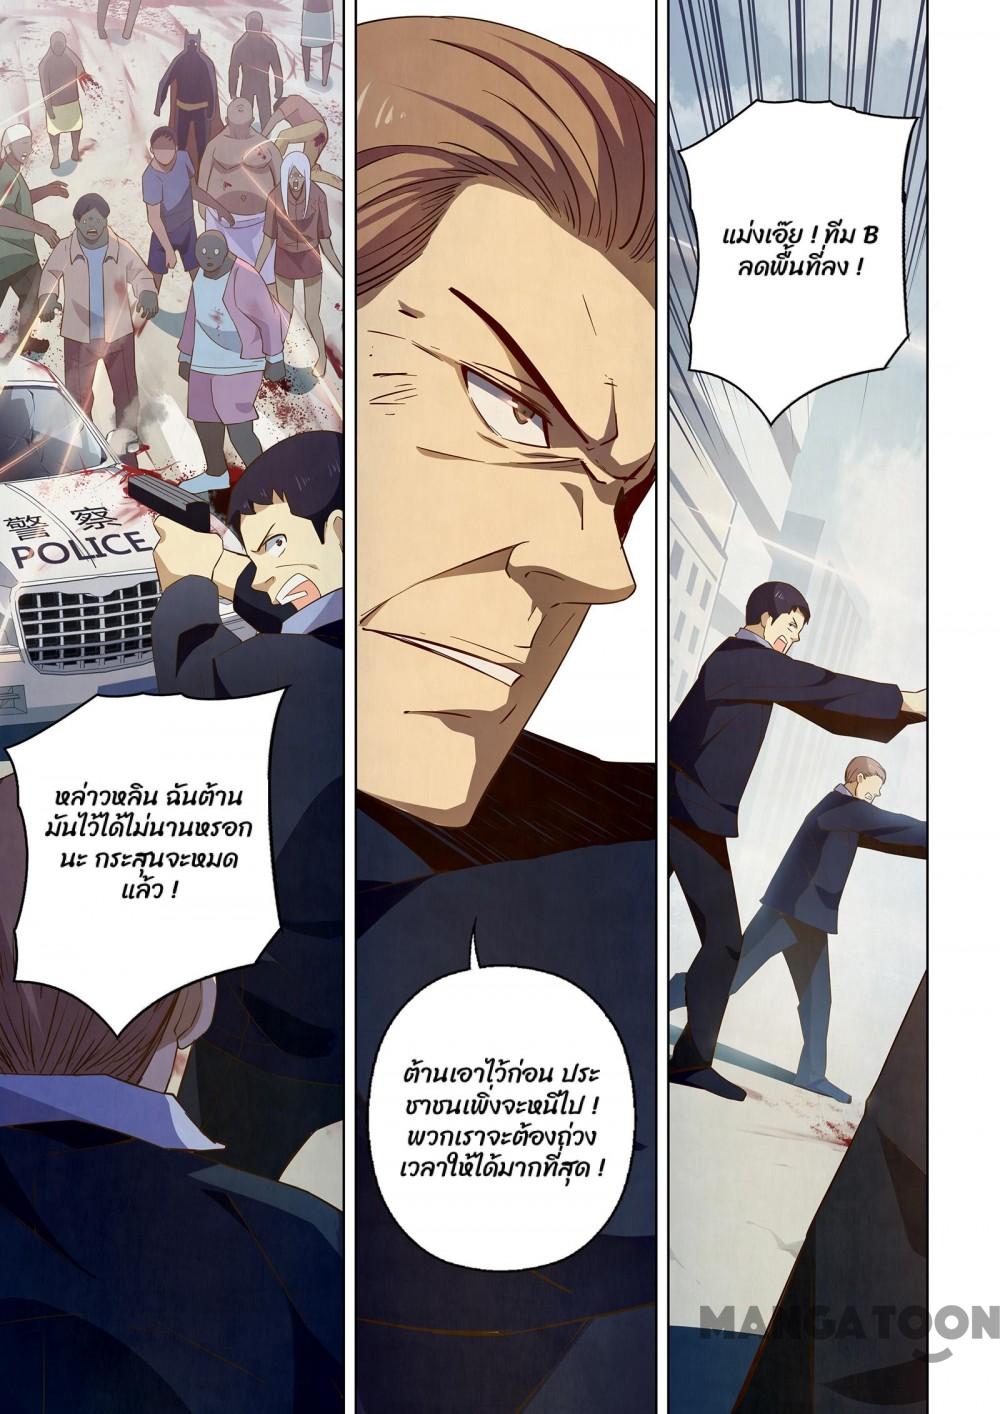 警察
POLICE
หล่าวหลิน ฉันต้าน
มันไว้ได้ไม่นานหรอก
นะ กระสุนจะหมด
แล้ว !
ต้านเอาไว้ก่อน ประ
ชาชนเพิ่งจะหนีไป !
พวกเราจะต้องถ่วง
เวลาให้ได้มากที่สุด !
แม่งเอ๊ย ! ทีม B
ลดพื้นที่ลง !
MANGATOON